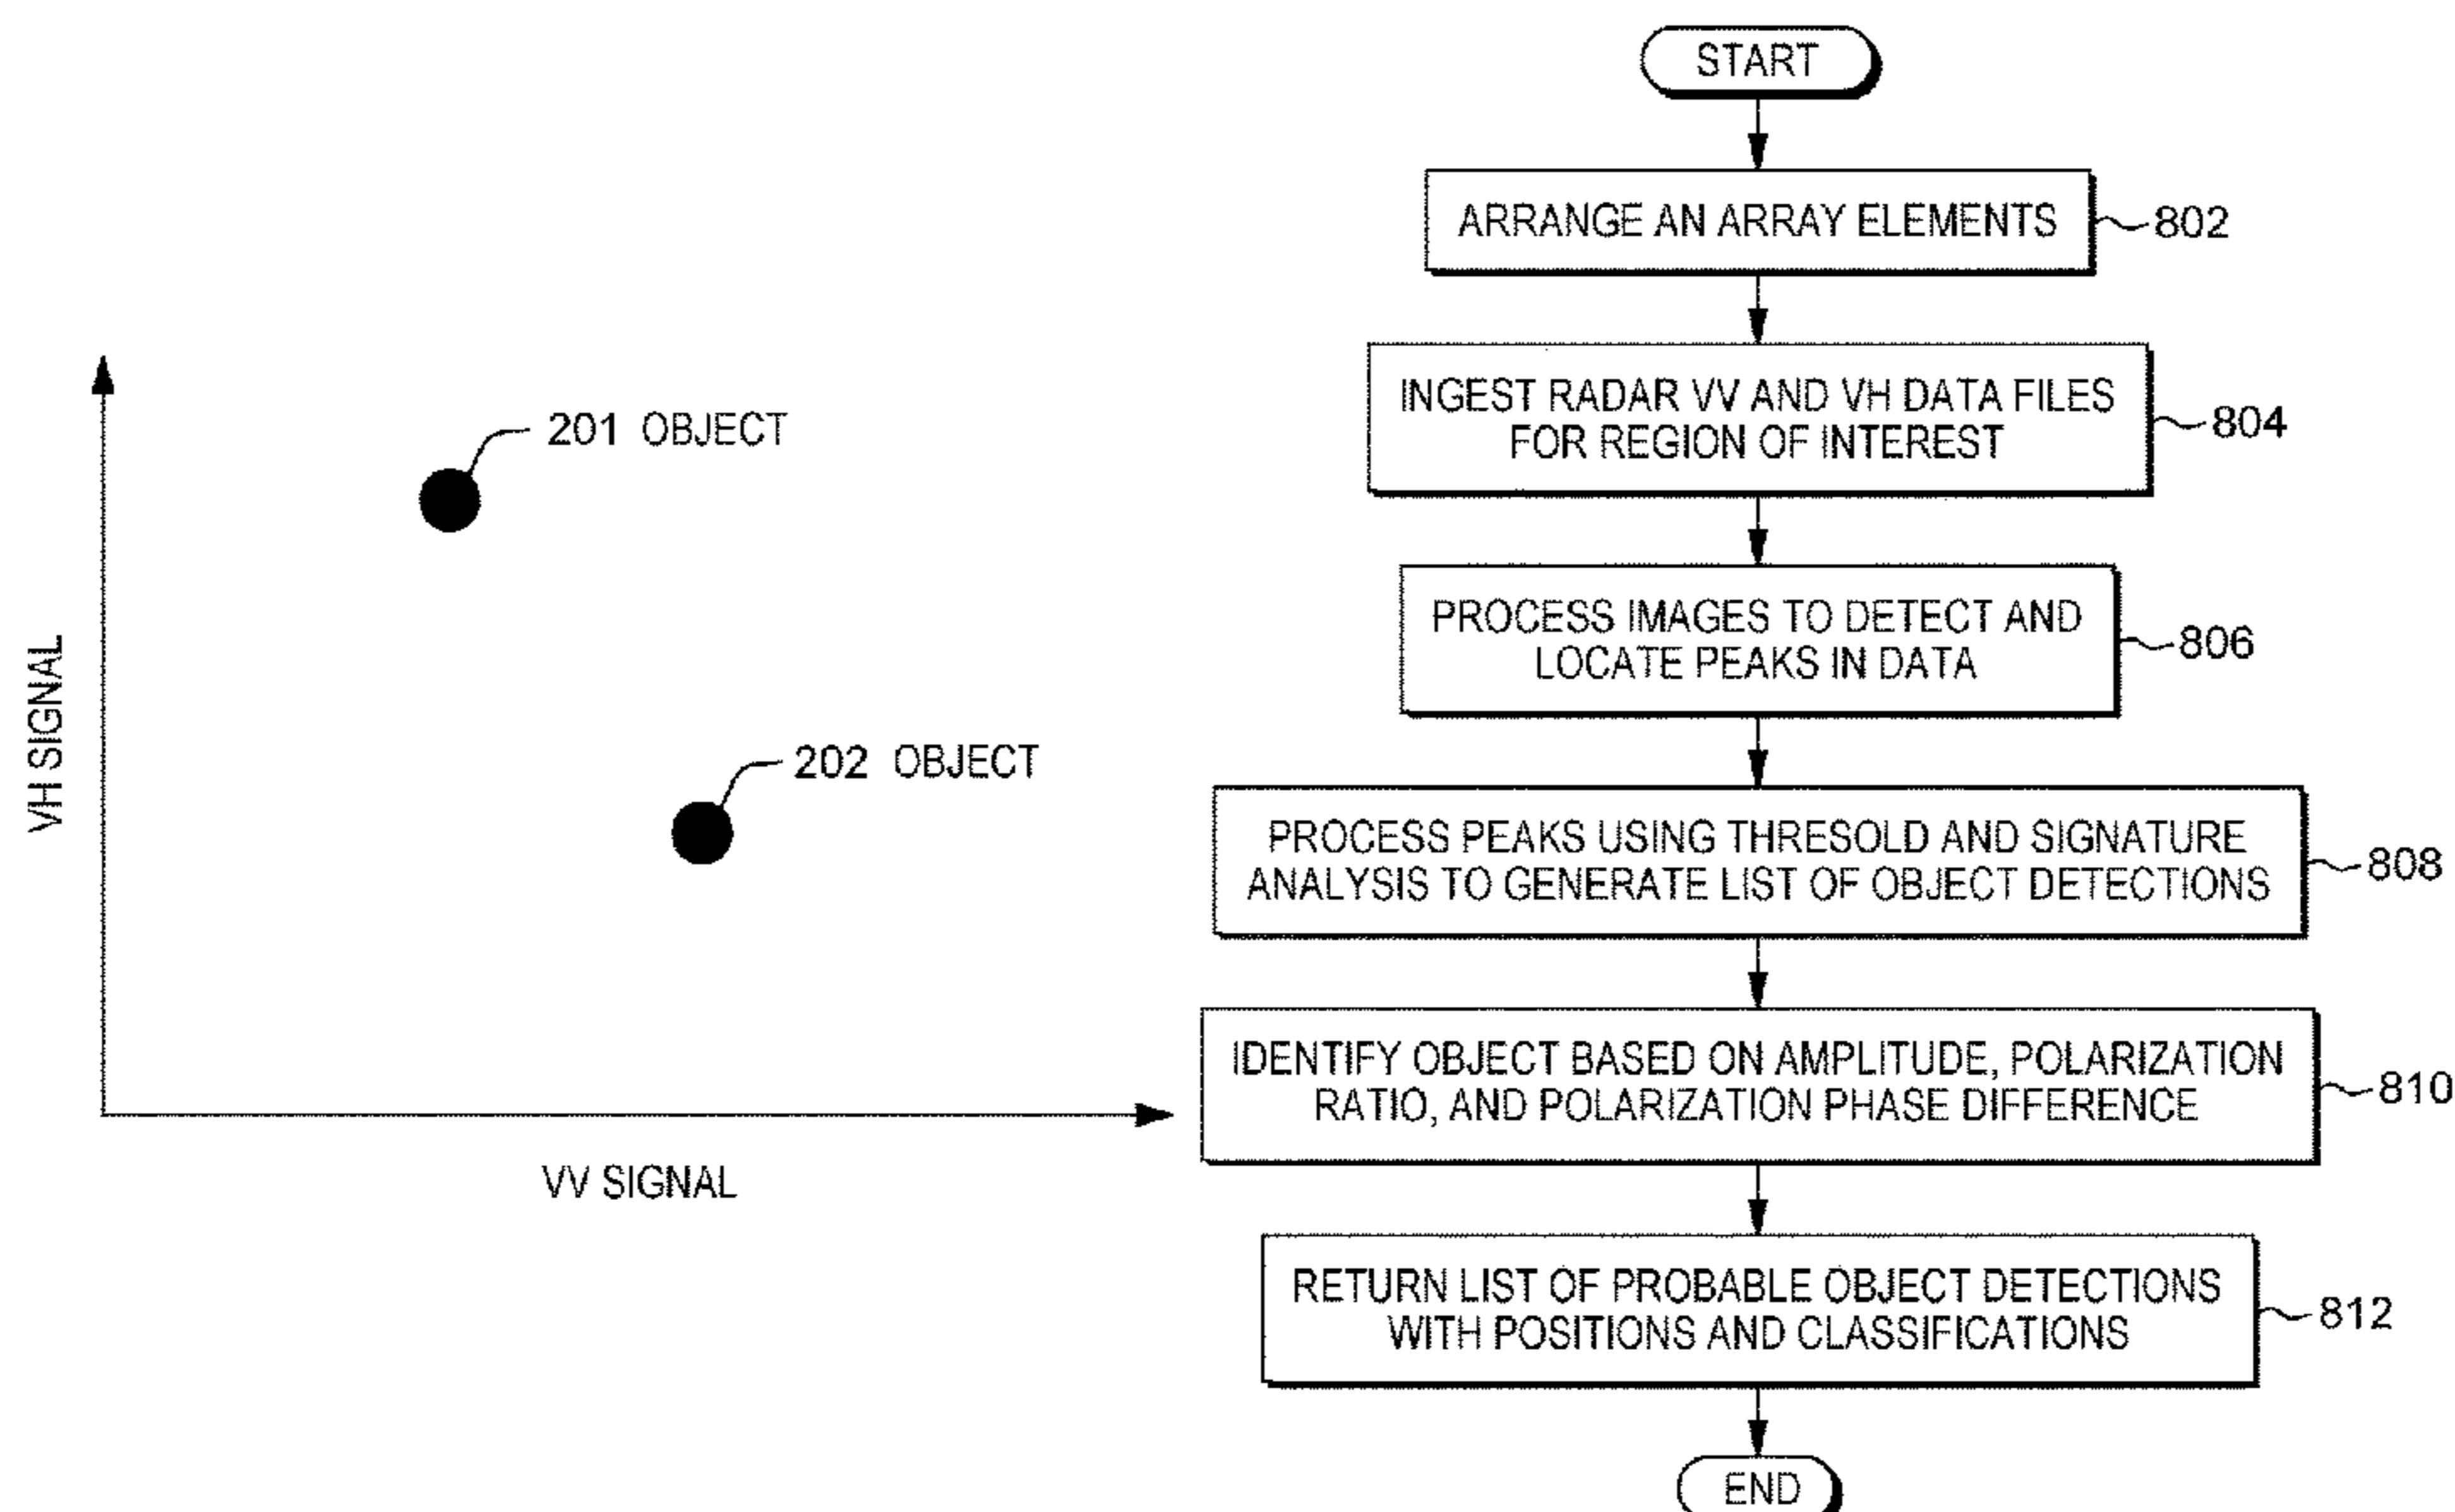 VH SIGNAL
201 OBJECT
202 OBJECT
VV SIGNAL
START
ARRANGE AN ARRAY ELEMENTS
802
INGEST RADAR VV AND VH DATA FILES
FOR REGION OF INTEREST
804
PROCESS IMAGES TO DETECT AND
LOCATE PEAKS IN DATA
806
PROCESS PEAKS USING THRESOLD AND SIGNATURE
ANALYSIS TO GENERATE LIST OF OBJECT DETECTIONS
808
IDENTIFY OBJECT BASED ON AMPLITUDE, POLARIZATION
RATIO, AND POLARIZATION PHASE DIFFERENCE
810
RETURN LIST OF PROBABLE OBJECT DETECTIONS
WITH POSITIONS AND CLASSIFICATIONS
812
END